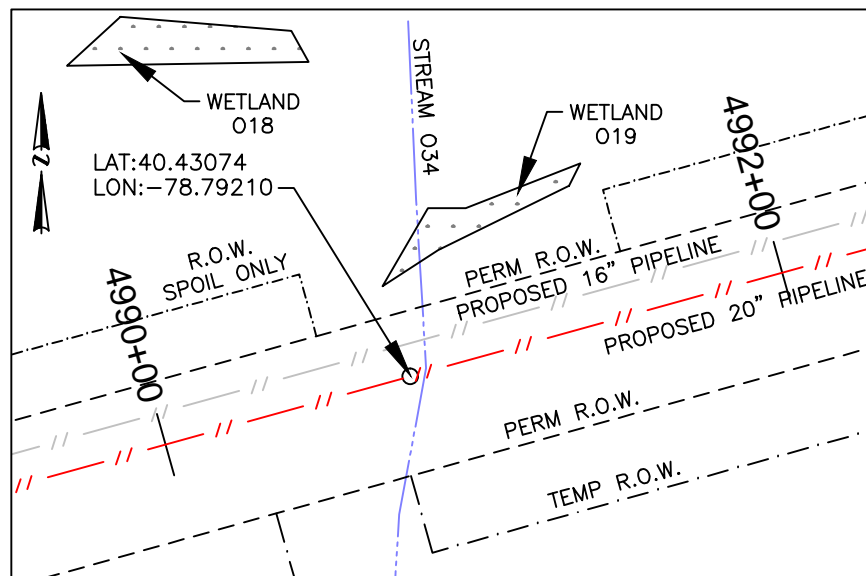 WETLAND
O18
STREAM O34
WETLAND
O19
N
LAT:40.43074
LON:-78.79210
4992+00
R.O.W.
SPOIL ONLY
PERM R.O.W.
PROPOSED 16" PIPELINE
4990+00
PROPOSED 20" PIPELINE
PERM R.O.W.
TEMP R.O.W.